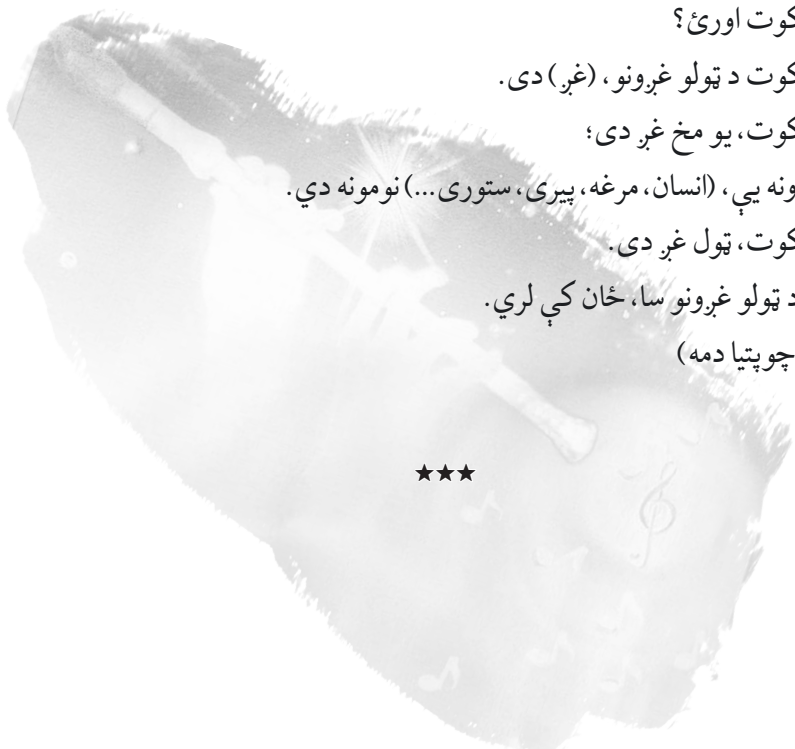 کوت اورئ؟
کوت د ټولو غږونو، (غږ) دی.
کوت، یو مخ غږ دی؛
ونه یې، (انسان، مرغه، پیری، ستوری...) نومونه دي.
کوت، ټول غږ دی.
د ټولو غږونو سا، ځان کې لري.
چوپتیا دمه)
★★★